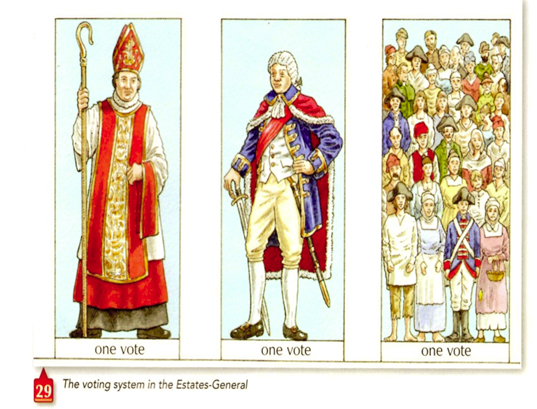 one vote
one vote
one vote
29
The voting system in the Estates-General